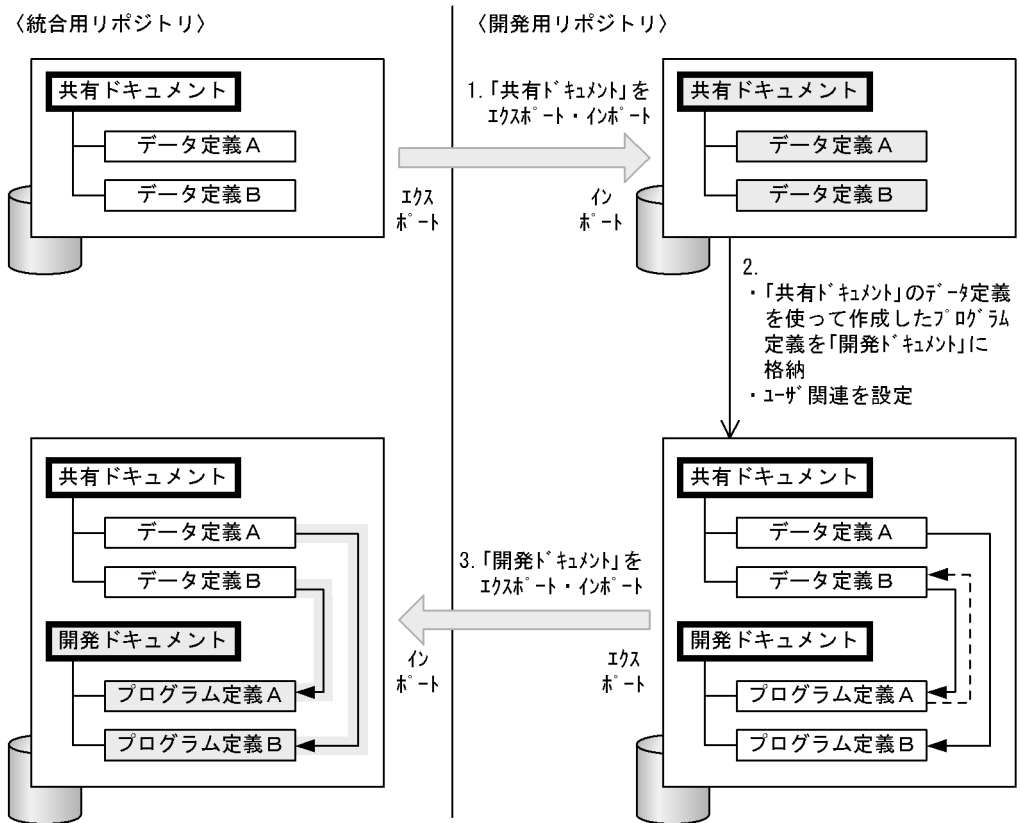 〈統合用リポジトリ〉
〈開発用リポジトリ〉
共有ドキュメント
データ定義A
データ定義B
1.「共有ﾄﾞｷｭﾒﾝﾄ」を
ｴｸｽﾎﾟｰﾄ・ｲﾝﾎﾟｰﾄ
ｴｸｽ
ﾎﾟｰﾄ
ｲﾝ
ﾎﾟｰﾄ
共有ドキュメント
データ定義A
データ定義B
2.
・「共有ﾄﾞｷｭﾒﾝﾄ」のﾃﾞｰﾀ定義
を使って作成したﾌﾟﾛｸﾞﾗﾑ
定義を「開発ﾄﾞｷｭﾒﾝﾄ」に
格納
・ﾕｰｻﾞ関連を設定
共有ドキュメント
データ定義A
データ定義B
開発ドキュメント
プログラム定義A
プログラム定義B
3.「開発ﾄﾞｷｭﾒﾝﾄ」を
ｴｸｽﾎﾟｰﾄ・ｲﾝﾎﾟｰﾄ
ｲﾝ
ﾎﾟｰﾄ
ｴｸｽ
ﾎﾟｰﾄ
共有ドキュメント
データ定義A
データ定義B
開発ドキュメント
プログラム定義A
プログラム定義B